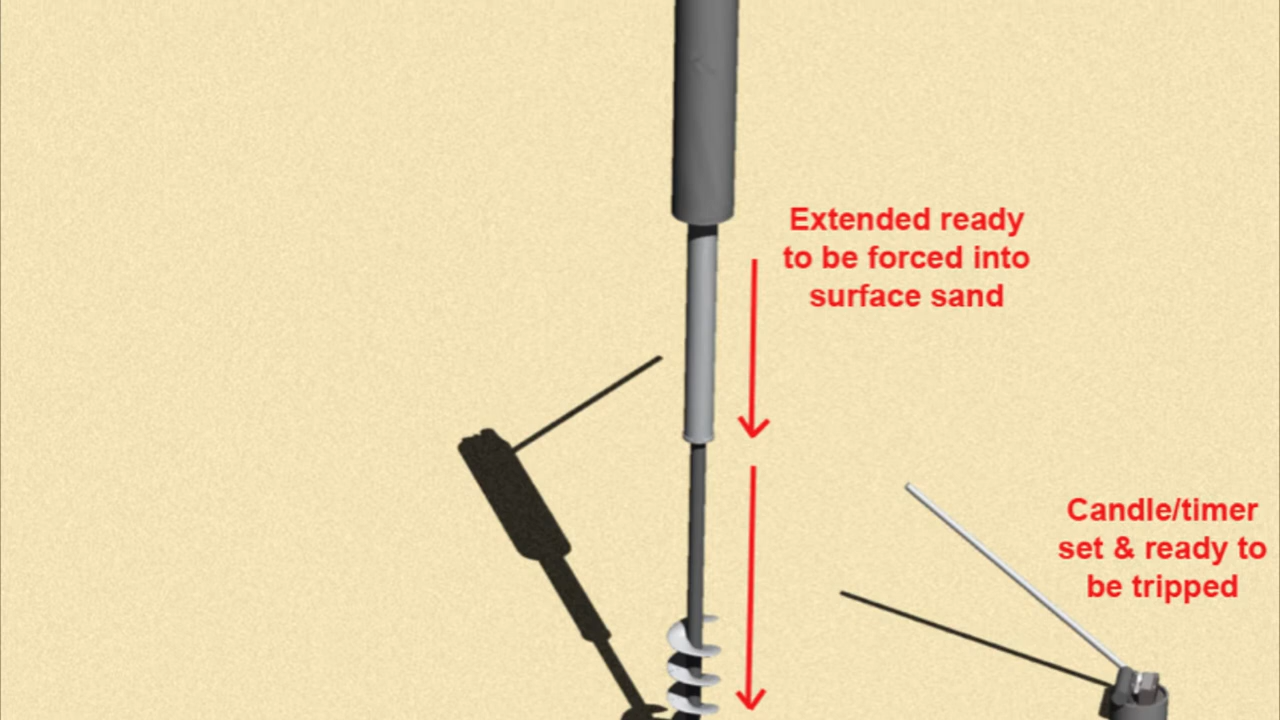 Extended ready
to be forced into
surface sand
Candle/timer
set & ready to
be tripped